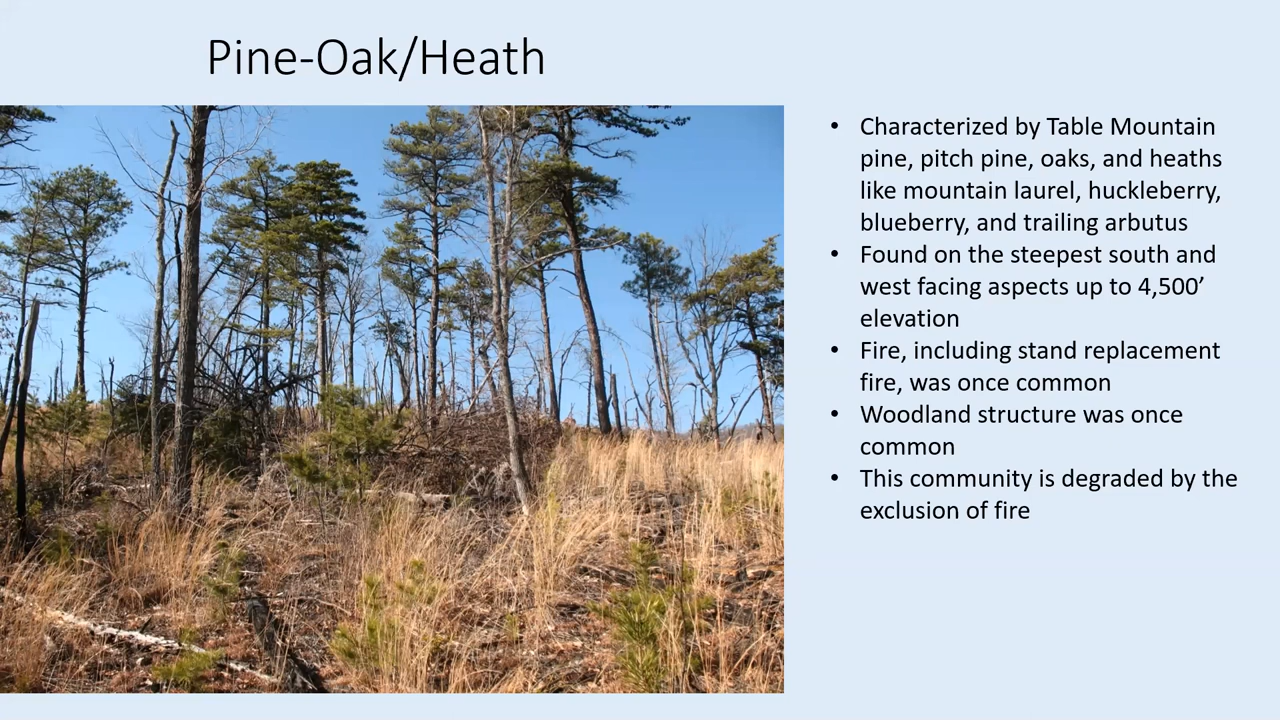 Pine-Oak/Heath
• Characterized by Table Mountain
pine, pitch pine, oaks, and heaths
like mountain laurel, huckleberry,
blueberry, and trailing arbutus
• Found on the steepest south and
west facing aspects up to 4,500’
elevation
• Fire, including stand replacement
fire, was once common
• Woodland structure was once
common
• This community is degraded by the
exclusion of fire